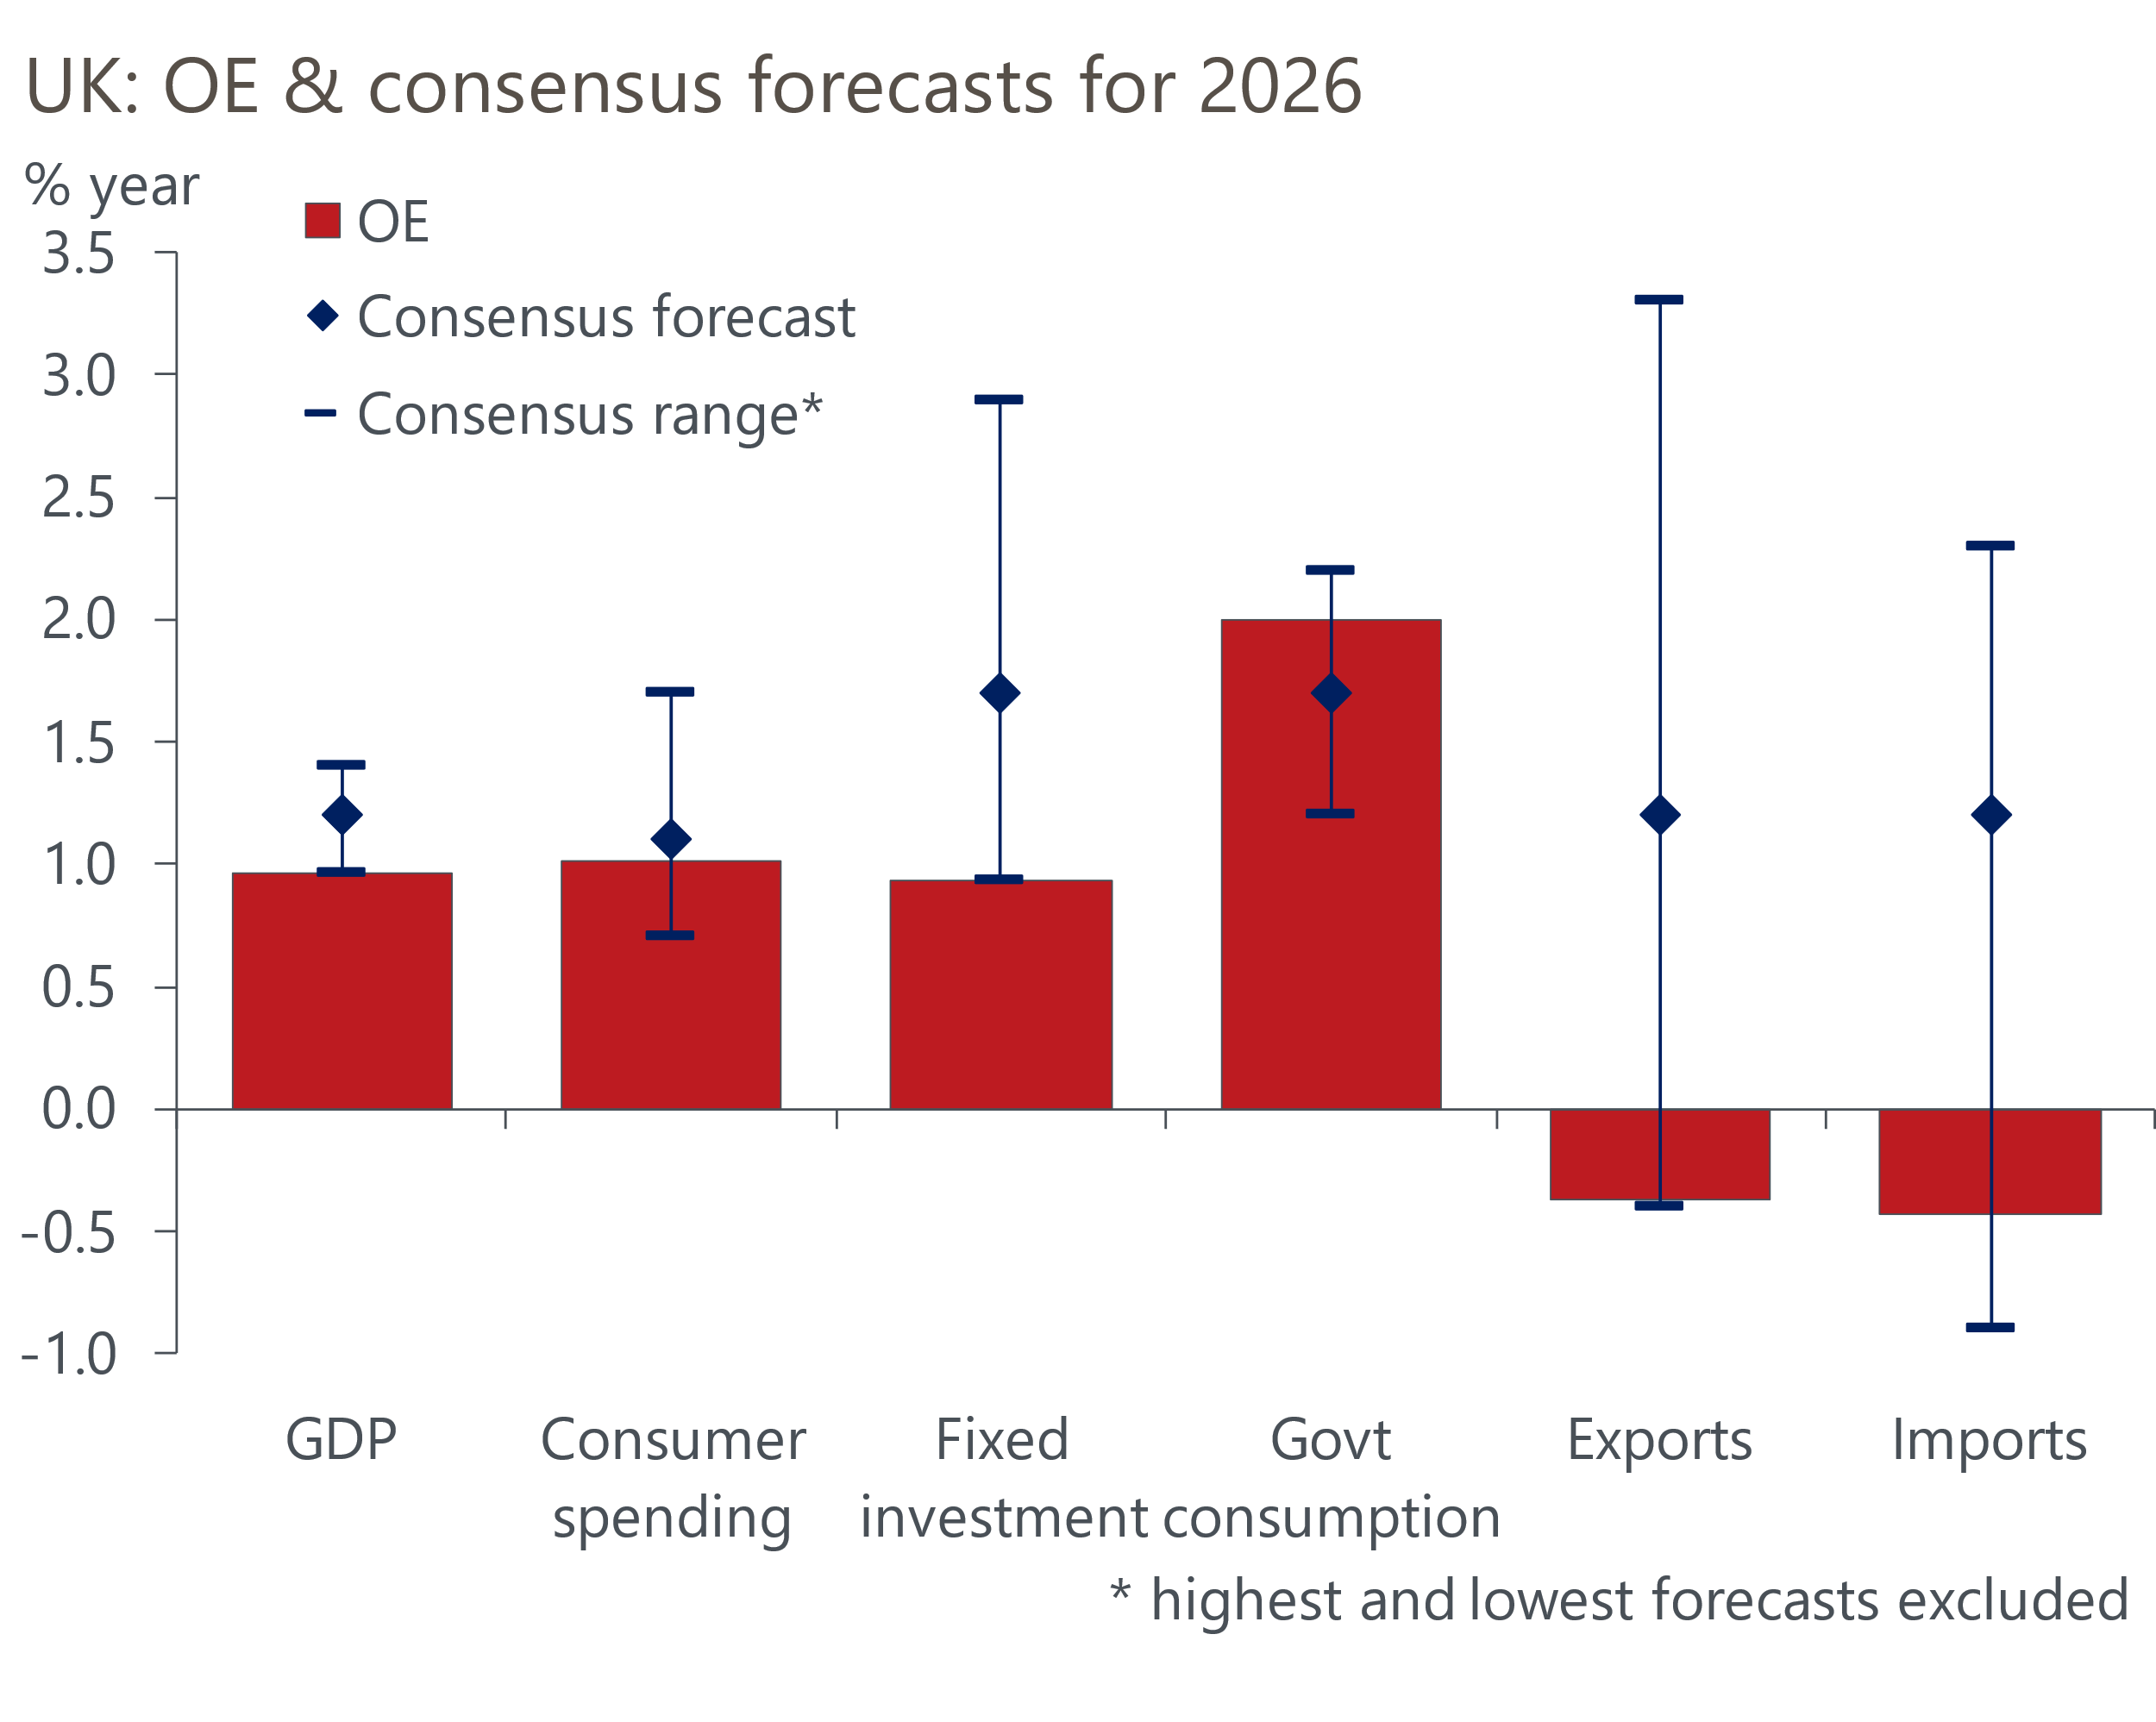 UK: OE & consensus forecasts for 2026
% year
OE
Consensus forecast
Consensus range*
3.5
3.0
2.5
2.0
1.5
1.0
0.5
0.0
-0.5
-1.0
GDP Consumer Fixed Govt Exports Imports
spending investment consumption
* highest and lowest forecasts excluded